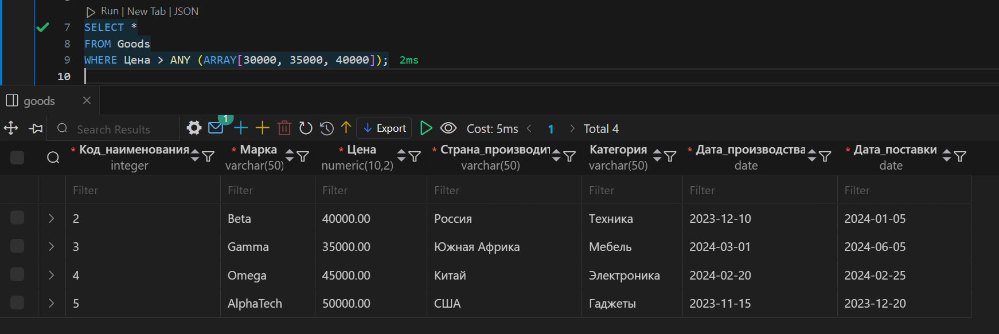 Run | New Tab | JSON
7 SELECT *
8 FROM Goods
9 WHERE Цена > ANY (ARRAY[30000, 35000, 40000]); 2ms
10
goods
Search Results 1 Export Cost: 5ms 1 Total 4
* Код_наименования * Марка * Цена * Страна_производит Категория * Дата_производства * Дата_поставки
integer varchar(50) numeric(10,2) varchar(50) varchar(50) date date
Filter Filter Filter Filter Filter Filter Filter
2 Beta 40000.00 Россия Техника 2023-12-10 2024-01-05
3 Gamma 35000.00 Южная Африка Мебель 2024-03-01 2024-06-05
4 Omega 45000.00 Китай Электроника 2024-02-20 2024-02-25
5 AlphaTech 50000.00 США Гаджеты 2023-11-15 2023-12-20